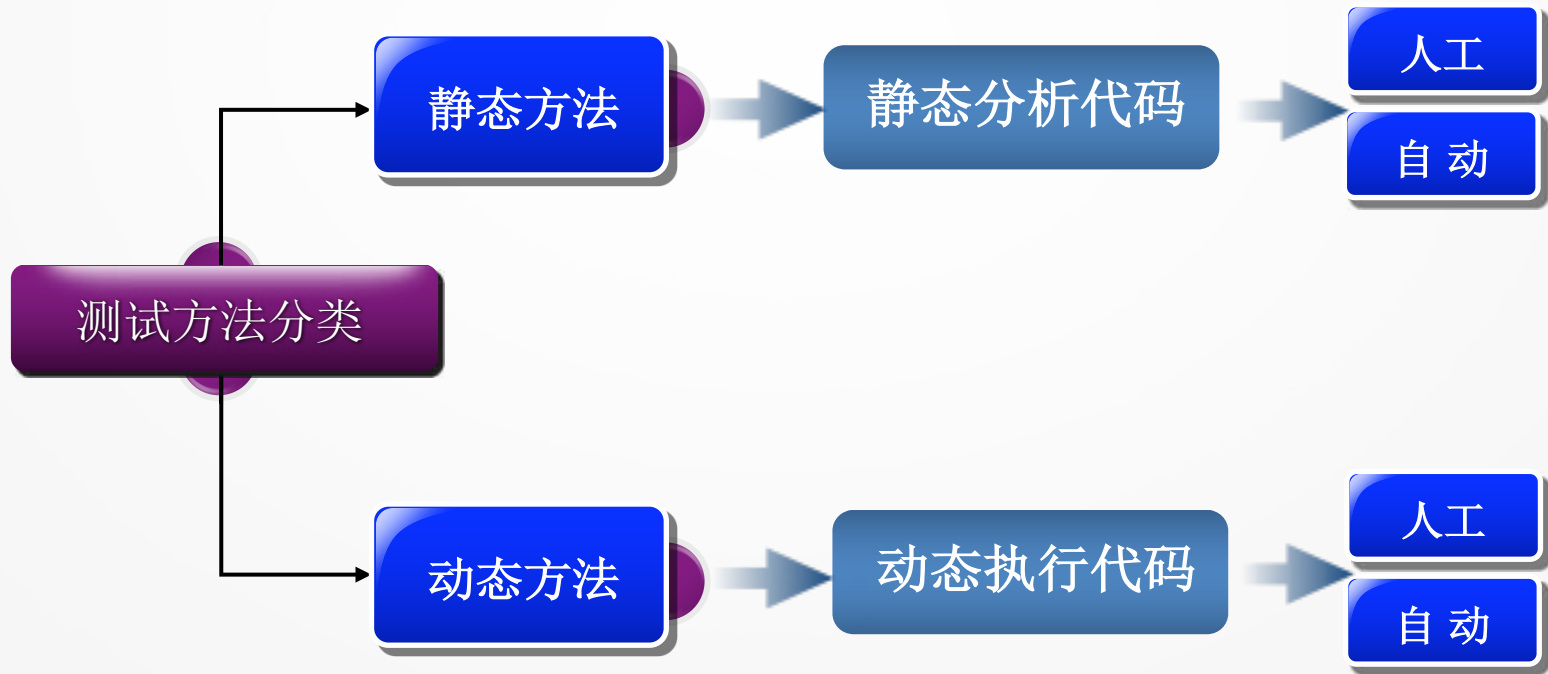 静态方法
静态分析代码
人工
自 动
测试方法分类
动态方法
动态执行代码
人工
自 动